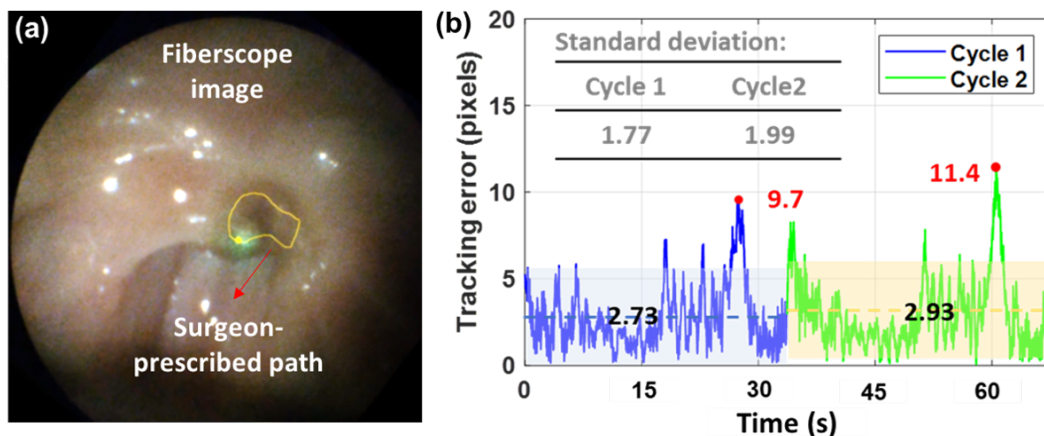 (a)
Fiberscope
image
Surgeon-
prescribed path
(b)
Tracking error (pixels)
20
15
10
5
0
Standard deviation:
Cycle 1 Cycle2
1.77 1.99
Cycle 1
Cycle 2
9.7
11.4
2.73
2.93
0 15 30 45 60
Time (s)